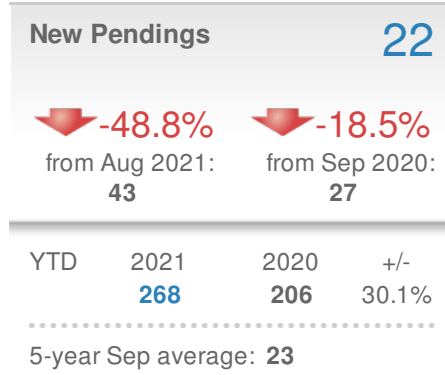 New Pendings 22
-48.8% -18.5%
from Aug 2021: from Sep 2020:
43 27
YTD 2021 2020 +/-
268 206 30.1%
5-year Sep average: 23